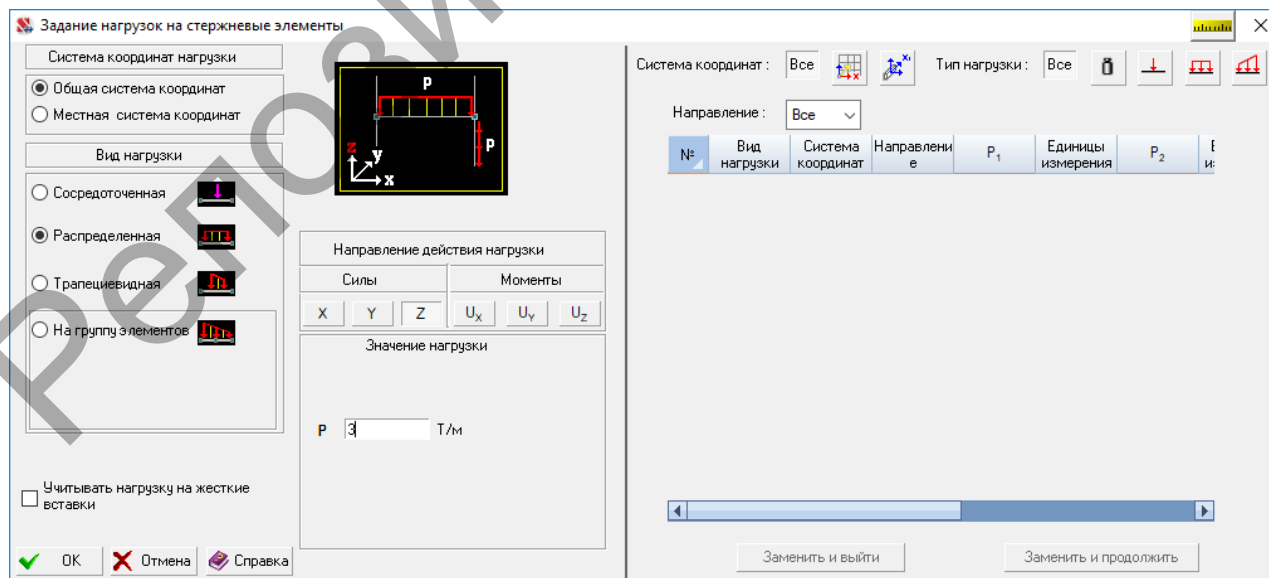 Задание нагрузок на стержневые элементы
Система координат нагрузки
Общая система координат
Местная система координат
Вид нагрузки
Сосредоточенная
Распределенная
Трапециевидная
На группу элементов
Учитывать нагрузку на жесткие
вставки
OK
Отмена
Справка
P
P
z
y
x
Направление действия нагрузки
Силы
Моменты
X
Y
Z
UX
UY
UZ
Значение нагрузки
P
3
Т/м
Система координат :
Все
Тип нагрузки :
Все
Направление :
Все
№
Вид
нагрузки
Система
координат
Направлени
е
P1
Единицы
измерения
P2
Заменить и выйти
Заменить и продолжить